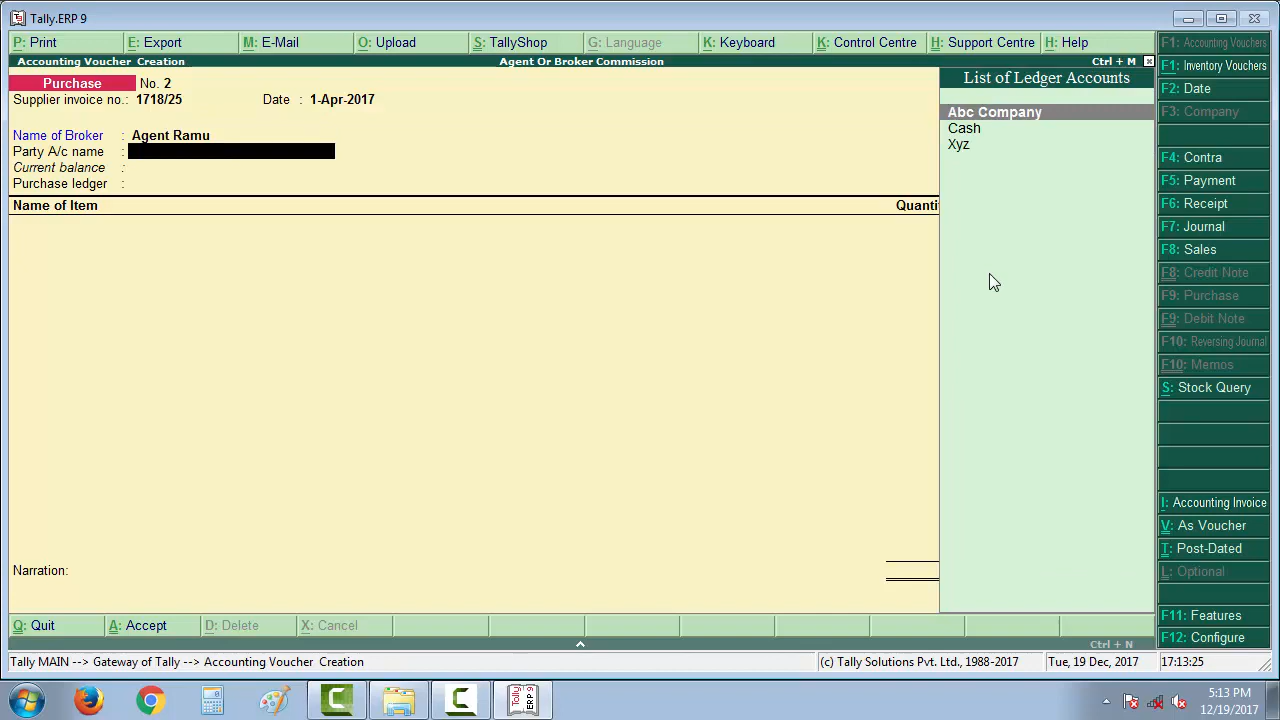 Tally.ERP 9
P: Print E: Export M: E-Mail O: Upload S: TallyShop G: Language K: Keyboard K: Control Centre H: Support Centre H: Help
Accounting Voucher Creation Agent Or Broker Commission Ctrl + M
Purchase No. 2
Supplier invoice no.: 1718/25 Date : 1-Apr-2017
Name of Broker : Agent Ramu
Party A/c name :
Current balance :
Purchase ledger :
Name of Item Quanti
Narration:
List of Ledger Accounts
Abc Company
Cash
Xyz
F1: Accounting Vouchers
F1: Inventory Vouchers
F2: Date
F3: Company
F4: Contra
F5: Payment
F6: Receipt
F7: Journal
F8: Sales
F8: Credit Note
F9: Purchase
F9: Debit Note
F10: Reversing Journal
F10: Memos
S: Stock Query
I: Accounting Invoice
V: As Voucher
T: Post-Dated
L: Optional
F11: Features
F12: Configure
Q: Quit A: Accept D: Delete X: Cancel
Ctrl + N
Tally MAIN --> Gateway of Tally --> Accounting Voucher Creation (c) Tally Solutions Pvt. Ltd., 1988-2017 Tue, 19 Dec, 2017 17:13:25
5:13 PM
12/19/2017